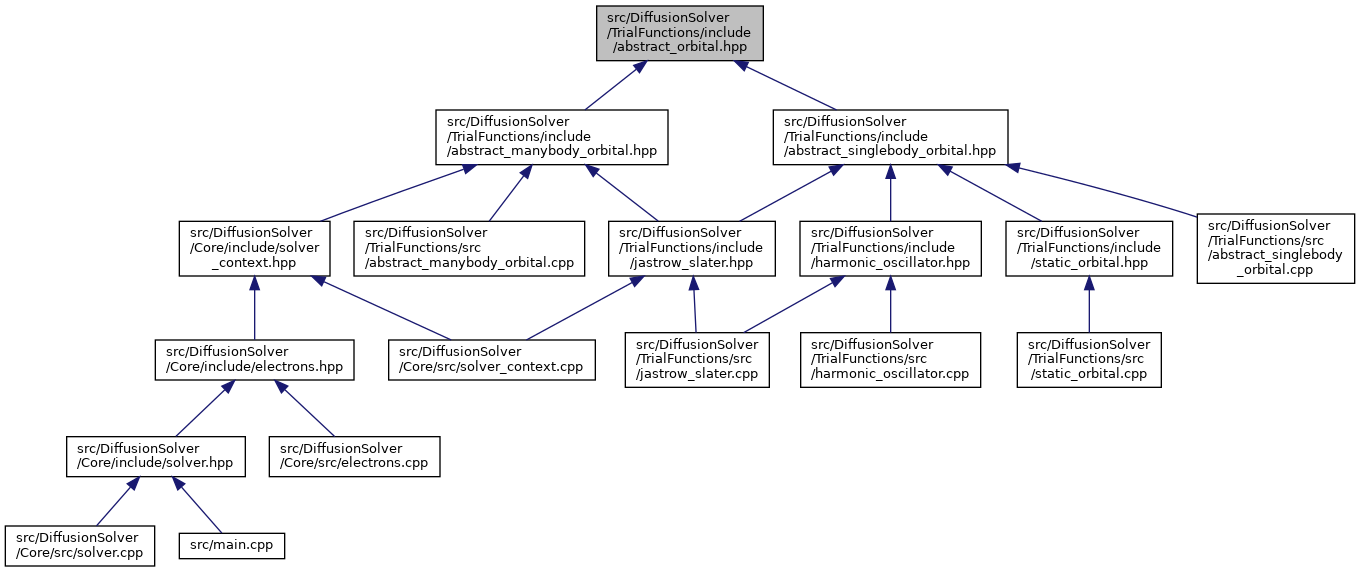 src/DiffusionSolver
/TrialFunctions/include
/abstract_orbital.hpp
src/DiffusionSolver
/TrialFunctions/include
/abstract_manybody_orbital.hpp
src/DiffusionSolver
/TrialFunctions/include
/abstract_singlebody_orbital.hpp
src/DiffusionSolver
/Core/include/solver
_context.hpp
src/DiffusionSolver
/TrialFunctions/src
/abstract_manybody_orbital.cpp
src/DiffusionSolver
/TrialFunctions/include
/jastrow_slater.hpp
src/DiffusionSolver
/TrialFunctions/include
/harmonic_oscillator.hpp
src/DiffusionSolver
/TrialFunctions/include
/static_orbital.hpp
src/DiffusionSolver
/TrialFunctions/src
/abstract_singlebody
_orbital.cpp
src/DiffusionSolver
/Core/include/electrons.hpp
src/DiffusionSolver
/Core/src/solver_context.cpp
src/DiffusionSolver
/TrialFunctions/src
/jastrow_slater.cpp
src/DiffusionSolver
/TrialFunctions/src
/harmonic_oscillator.cpp
src/DiffusionSolver
/TrialFunctions/src
/static_orbital.cpp
src/DiffusionSolver
/Core/include/solver.hpp
src/DiffusionSolver
/Core/src/electrons.cpp
src/DiffusionSolver
/Core/src/solver.cpp
src/main.cpp